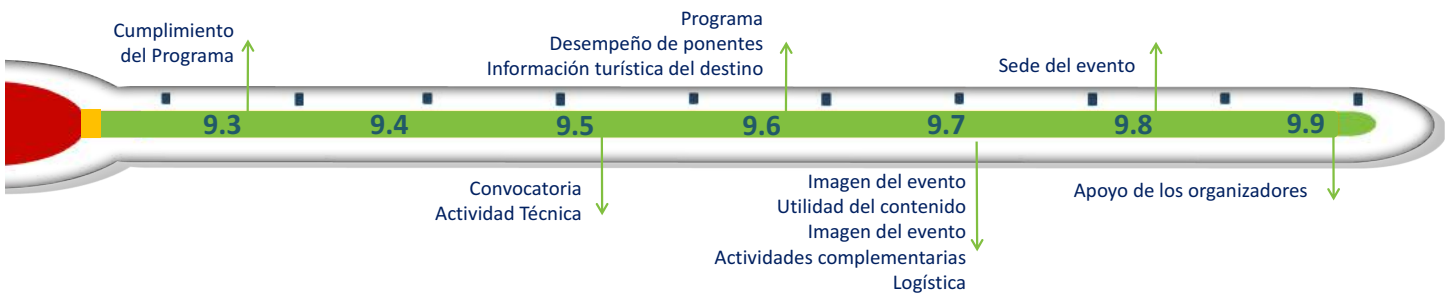 Cumplimiento
del Programa
Programa
Desempeño de ponentes
Información turística del destino
Sede del evento
9.3
9.4
9.5
9.6
9.7
9.8
9.9
Convocatoria
Actividad Técnica
Imagen del evento
Utilidad del contenido
Imagen del evento
Actividades complementarias
Logística
Apoyo de los organizadores